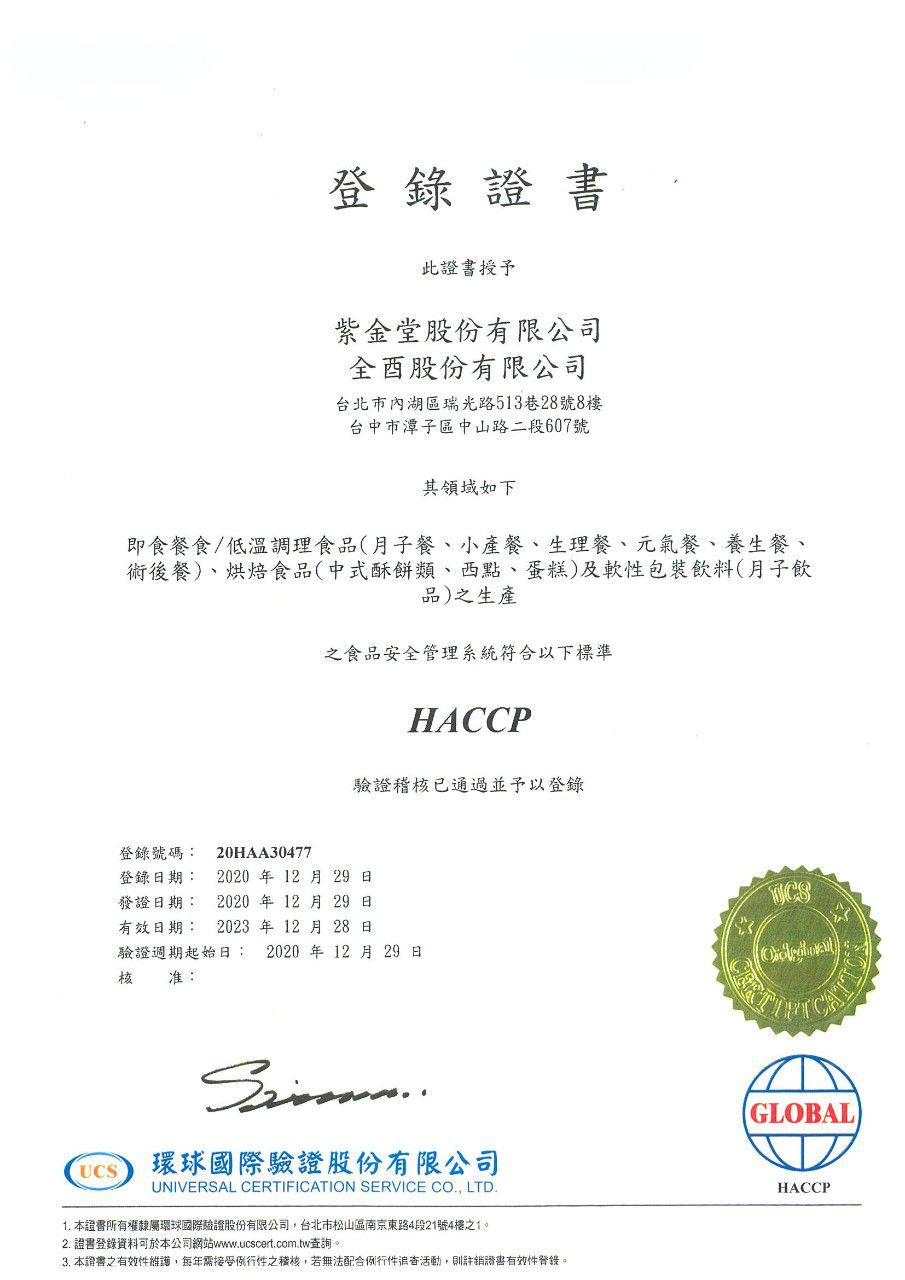 登錄證書
此證書授予
紫金堂股份有限公司
全酉股份有限公司
台北市內湖區瑞光路513巷28號8樓
台中市潭子區中山路二段607號
其領域如下
即食餐食/低溫調理食品(月子餐、小產餐、生理餐、元氣餐、養生餐、
術後餐)、烘焙食品(中式酥餅類、西點、蛋糕)及軟性包裝飲料(月子飲
品)之生產
之食品安全管理系統符合以下標準
HACCP
驗證稽核已通過並予以登錄
登錄號碼： 20HAA30477
登錄日期： 2020 年 12 月 29 日
發證日期： 2020 年 12 月 29 日
有效日期： 2023 年 12 月 28 日
驗證週期起始日： 2020 年 12 月 29 日
核 准：
UCS
Original
CERTIFICATION
GLOBAL
HACCP
UCS
環球國際驗證股份有限公司
UNIVERSAL CERTIFICATION SERVICE CO., LTD.
1. 本證書所有權隸屬環球國際驗證股份有限公司，台北市松山區南京東路4段21號4樓之1。
2. 證書登錄資料可於本公司網站www.ucscert.com.tw查詢。
3. 本證書之有效性維護，每年需接受例行性之稽核，若無法配合例行性追查活動，則註銷證書有效性登錄。